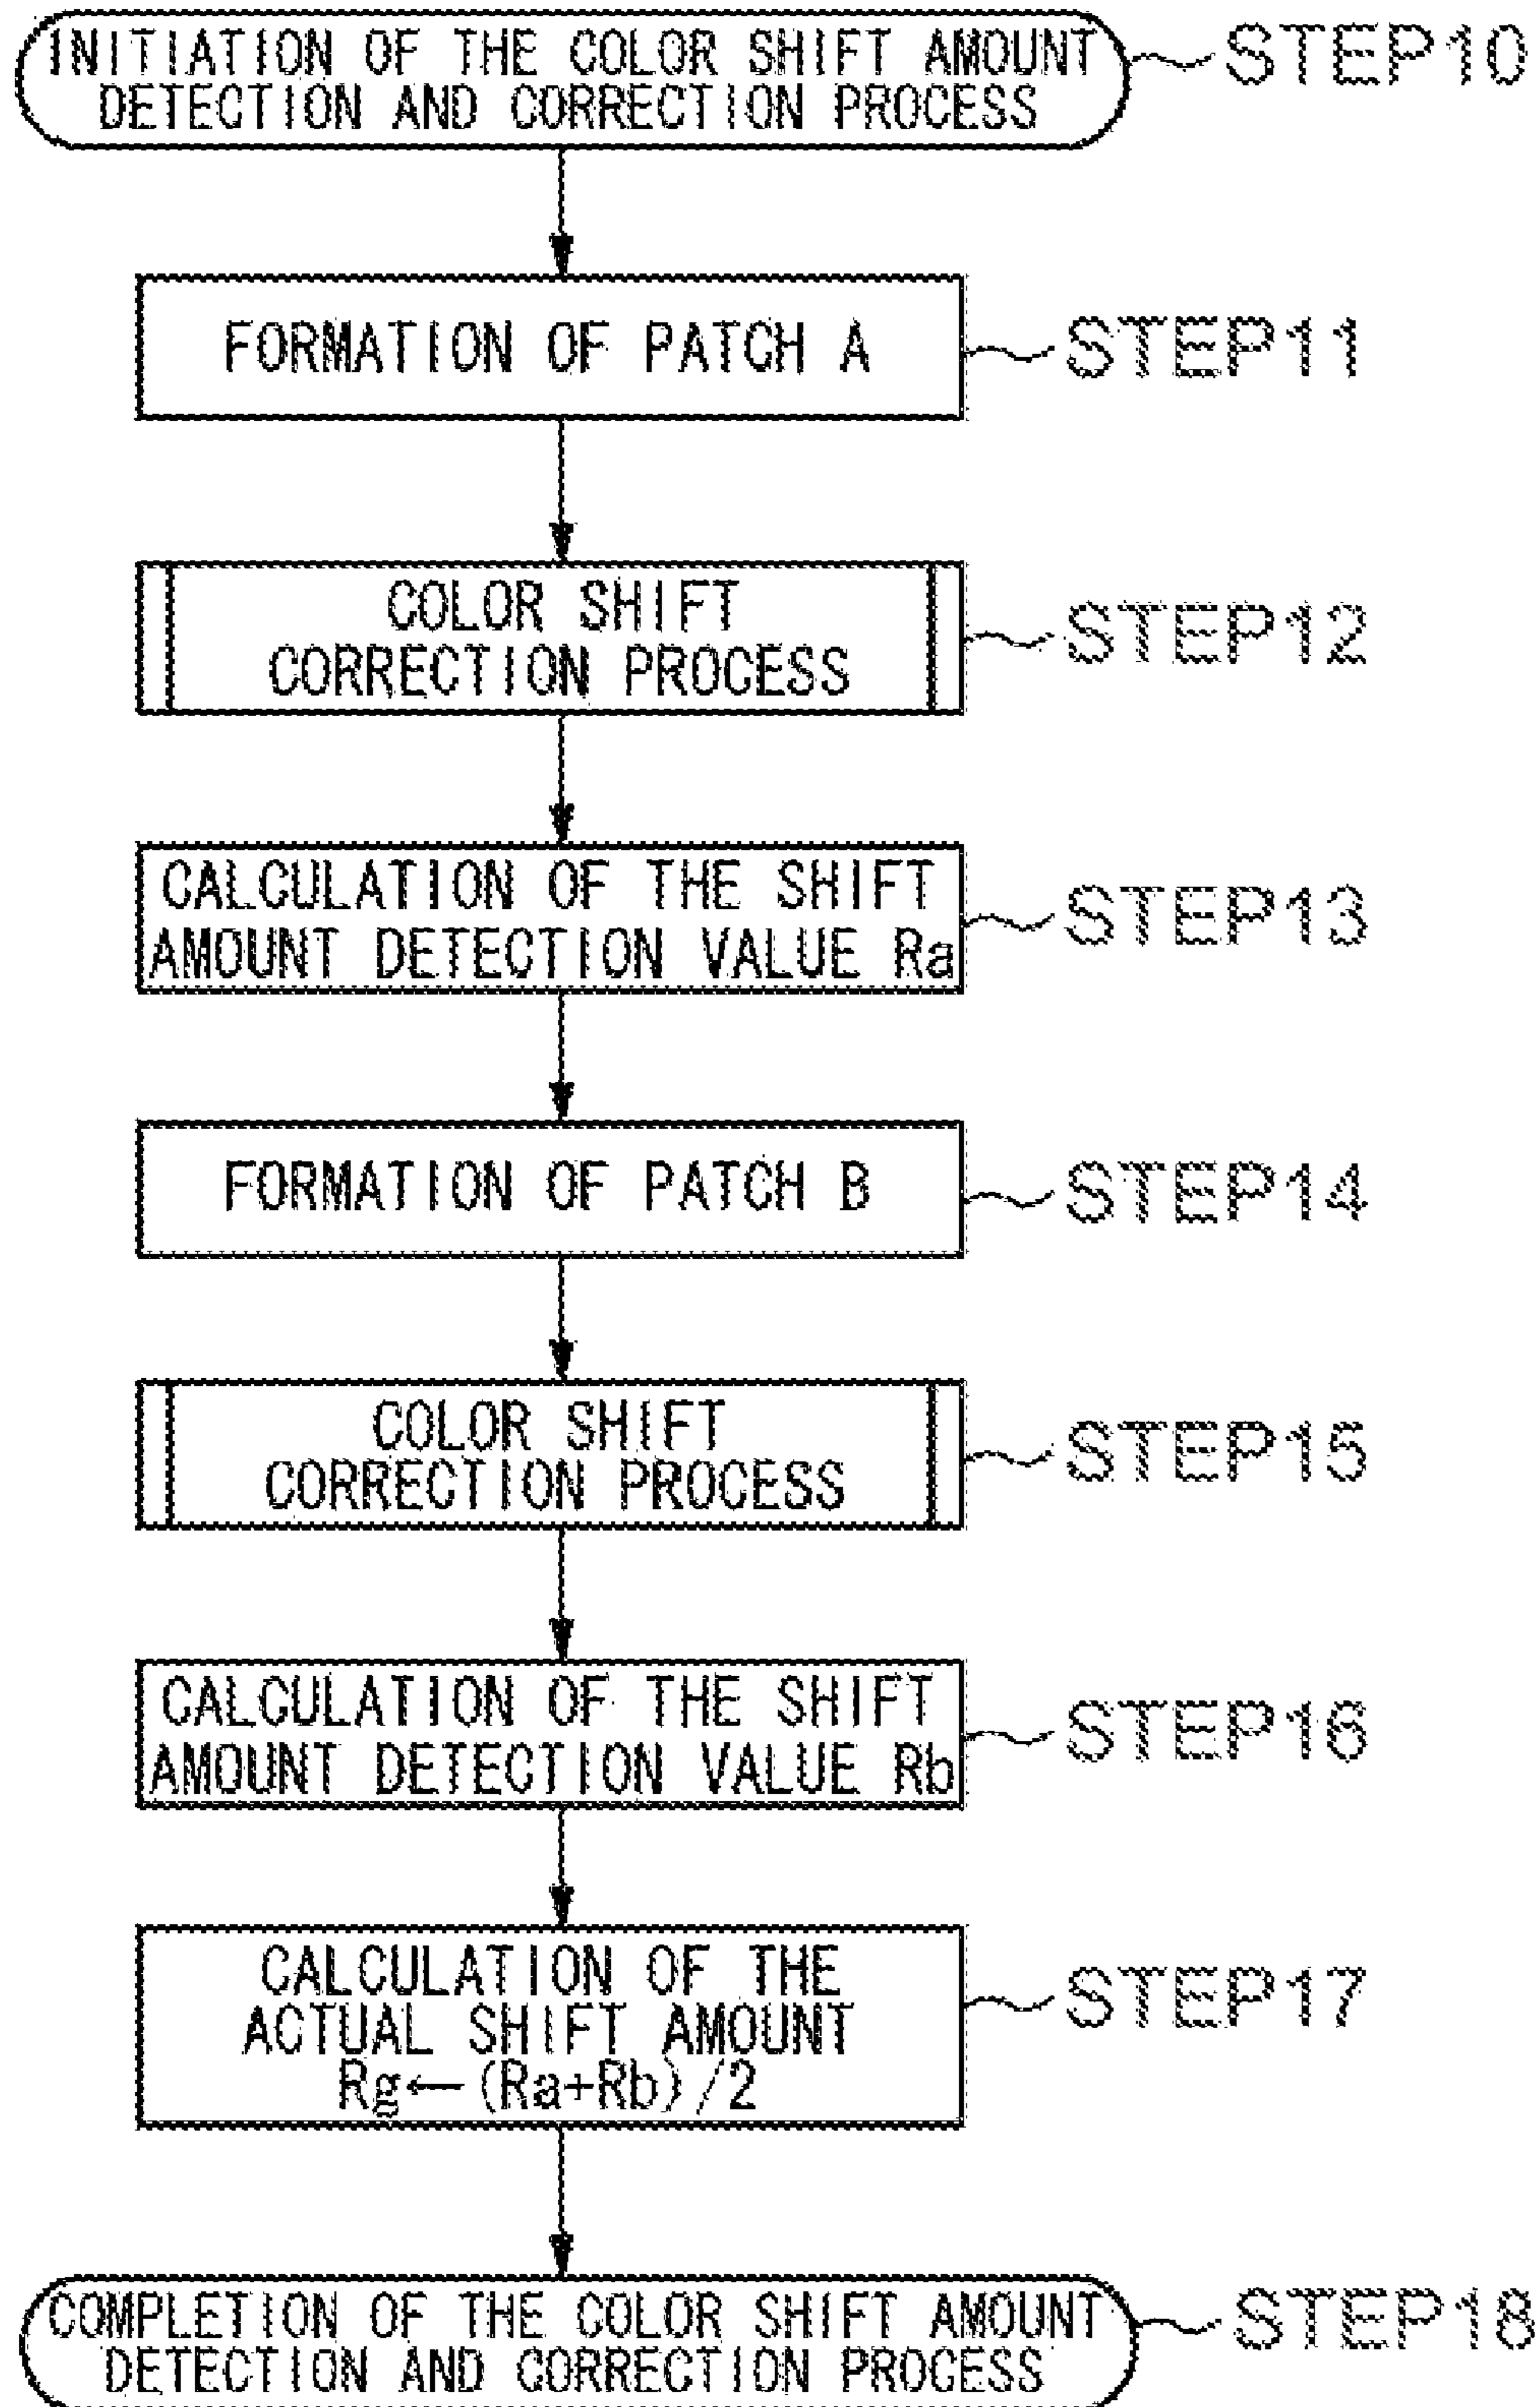 INITIATION OF THE COLOR SHIFT AMOUNT
DETECTION AND CORRECTION PROCESS
STEP10
FORMATION OF PATCH A
STEP11
COLOR SHIFT
CORRECTION PROCESS
STEP12
CALCULATION OF THE SHIFT
AMOUNT DETECTION VALUE Ra
STEP13
FORMATION OF PATCH B
STEP14
COLOR SHIFT
CORRECTION PROCESS
STEP15
CALCULATION OF THE SHIFT
AMOUNT DETECTION VALUE Rb
STEP16
CALCULATION OF THE
ACTUAL SHIFT AMOUNT
Rg←(Ra+Rb)/2
STEP17
COMPLETION OF THE COLOR SHIFT AMOUNT
DETECTION AND CORRECTION PROCESS
STEP18